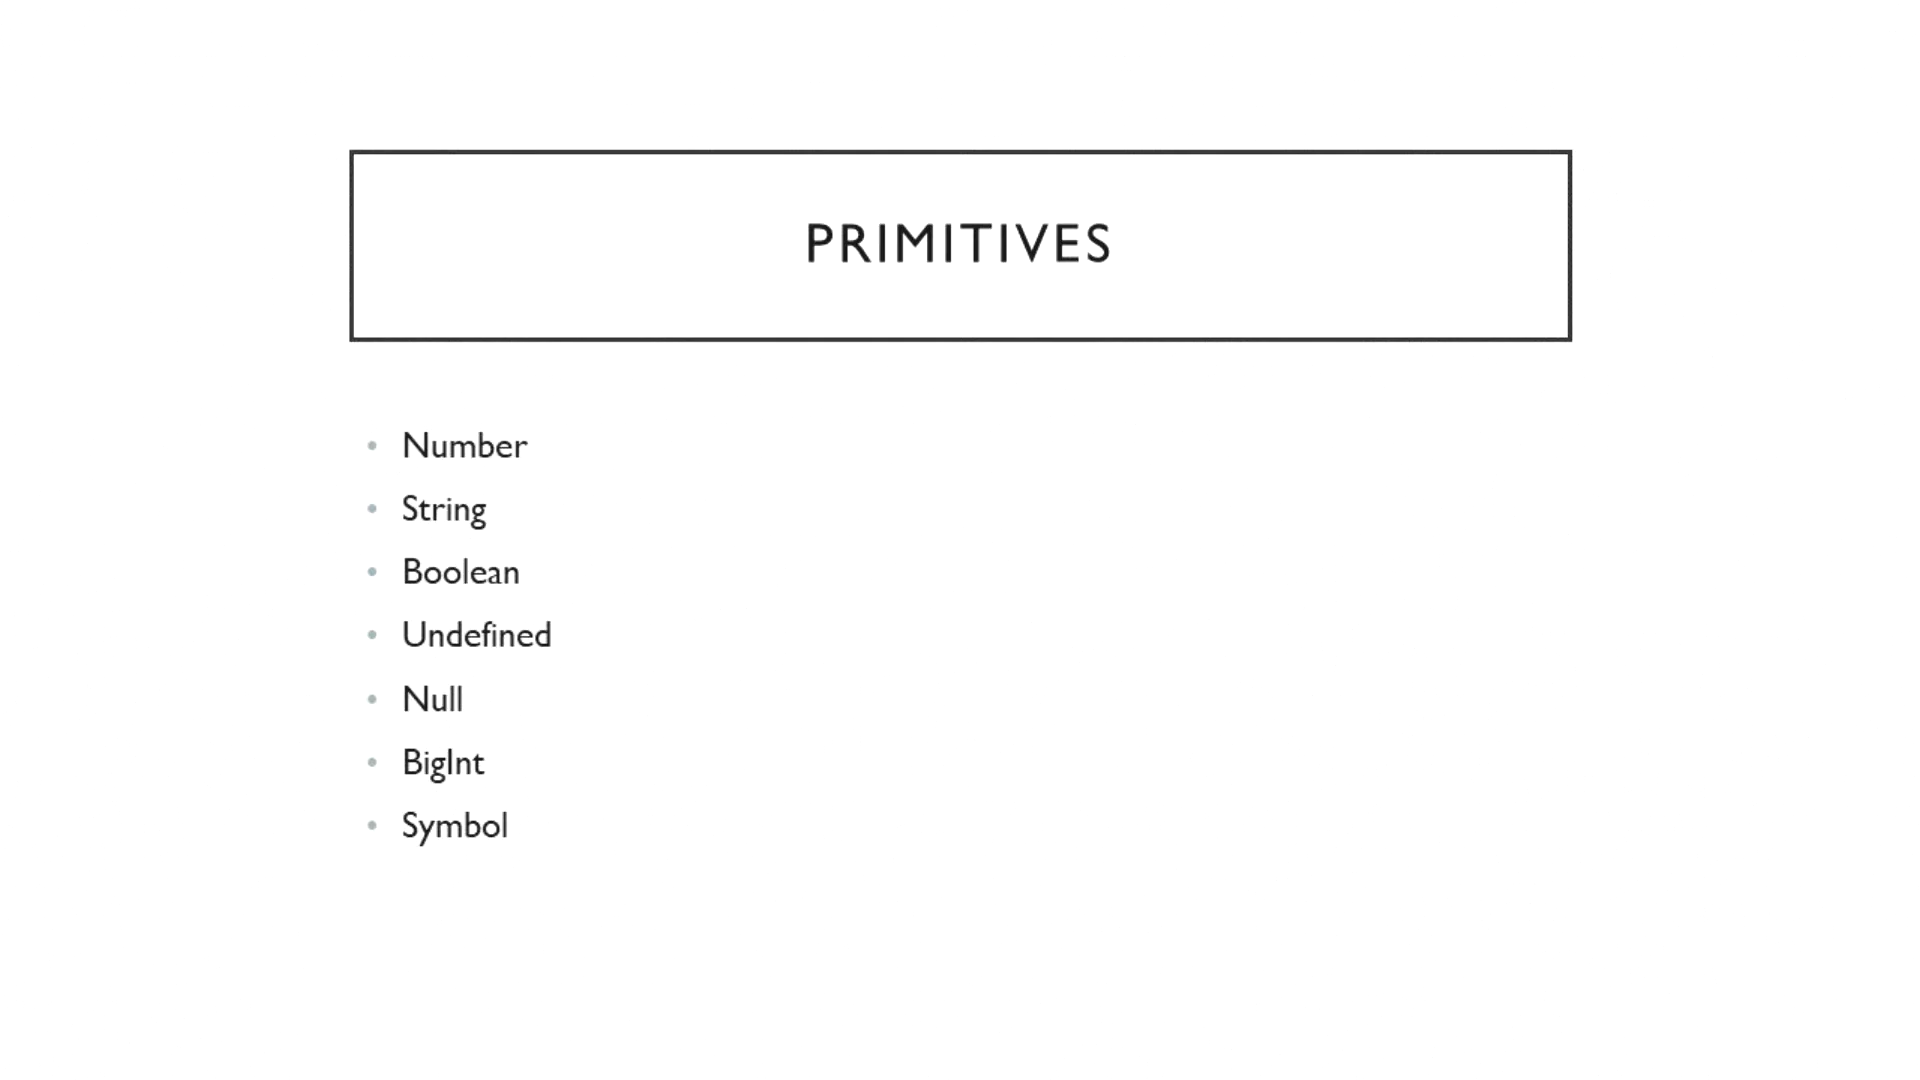 PRIMITIVES
• Number
• String
• Boolean
• Undefined
• Null
• BigInt
• Symbol